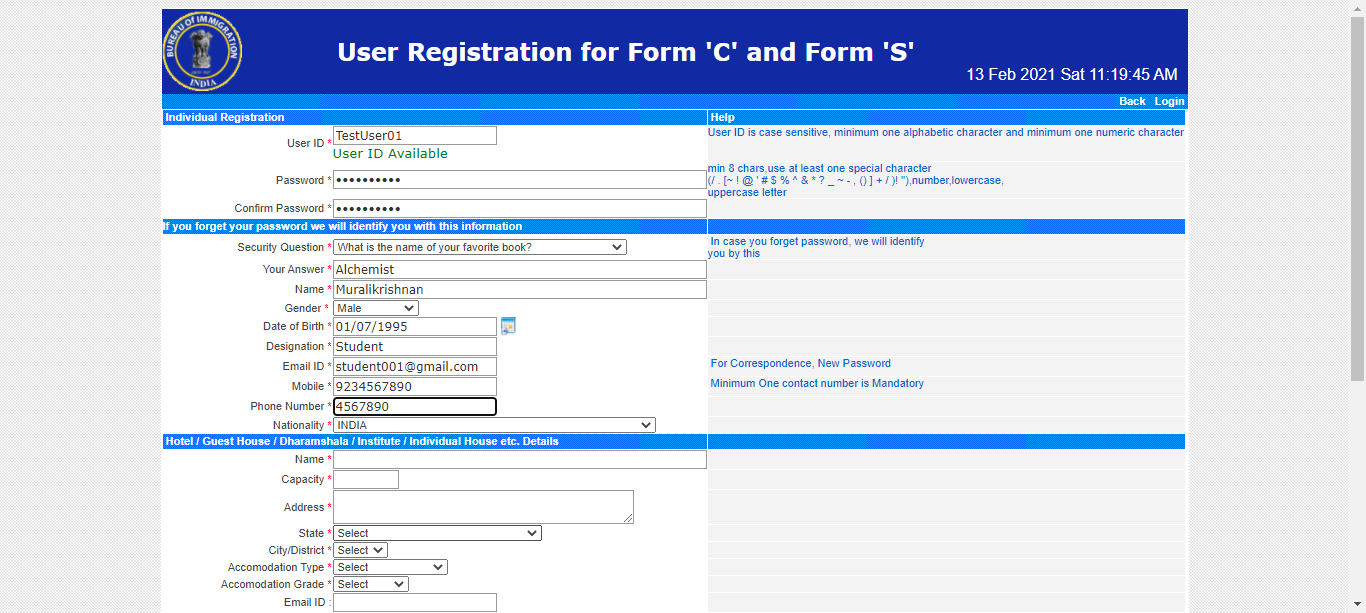 BUREAU OF IMMIGRATION
INDIA
User Registration for Form 'C' and Form 'S'
13 Feb 2021 Sat 11:19:45 AM
Back Login
Individual Registration Help
User ID * TestUser01 User ID is case sensitive, minimum one alphabetic character and minimum one numeric character
User ID Available
Password * •••••••••• min 8 chars,use at least one special character
(/ . [~ ! @ ' # $ % ^ & * ? _ ~ - , () ] + / )! "),number,lowercase,
uppercase letter
Confirm Password * ••••••••••
If you forget your password we will identify you with this information
Security Question * What is the name of your favorite book? In case you forget password, we will identify
you by this
Your Answer * Alchemist
Name * Muralikrishnan
Gender * Male
Date of Birth * 01/07/1995
Designation * Student
Email ID * student001@gmail.com For Correspondence, New Password
Mobile * 9234567890 Minimum One contact number is Mandatory
Phone Number * 4567890
Nationality * INDIA
Hotel / Guest House / Dharamshala / Institute / Individual House etc. Details
Name *
Capacity *
Address *
State * Select
City/District * Select
Accomodation Type * Select
Accomodation Grade * Select
Email ID :